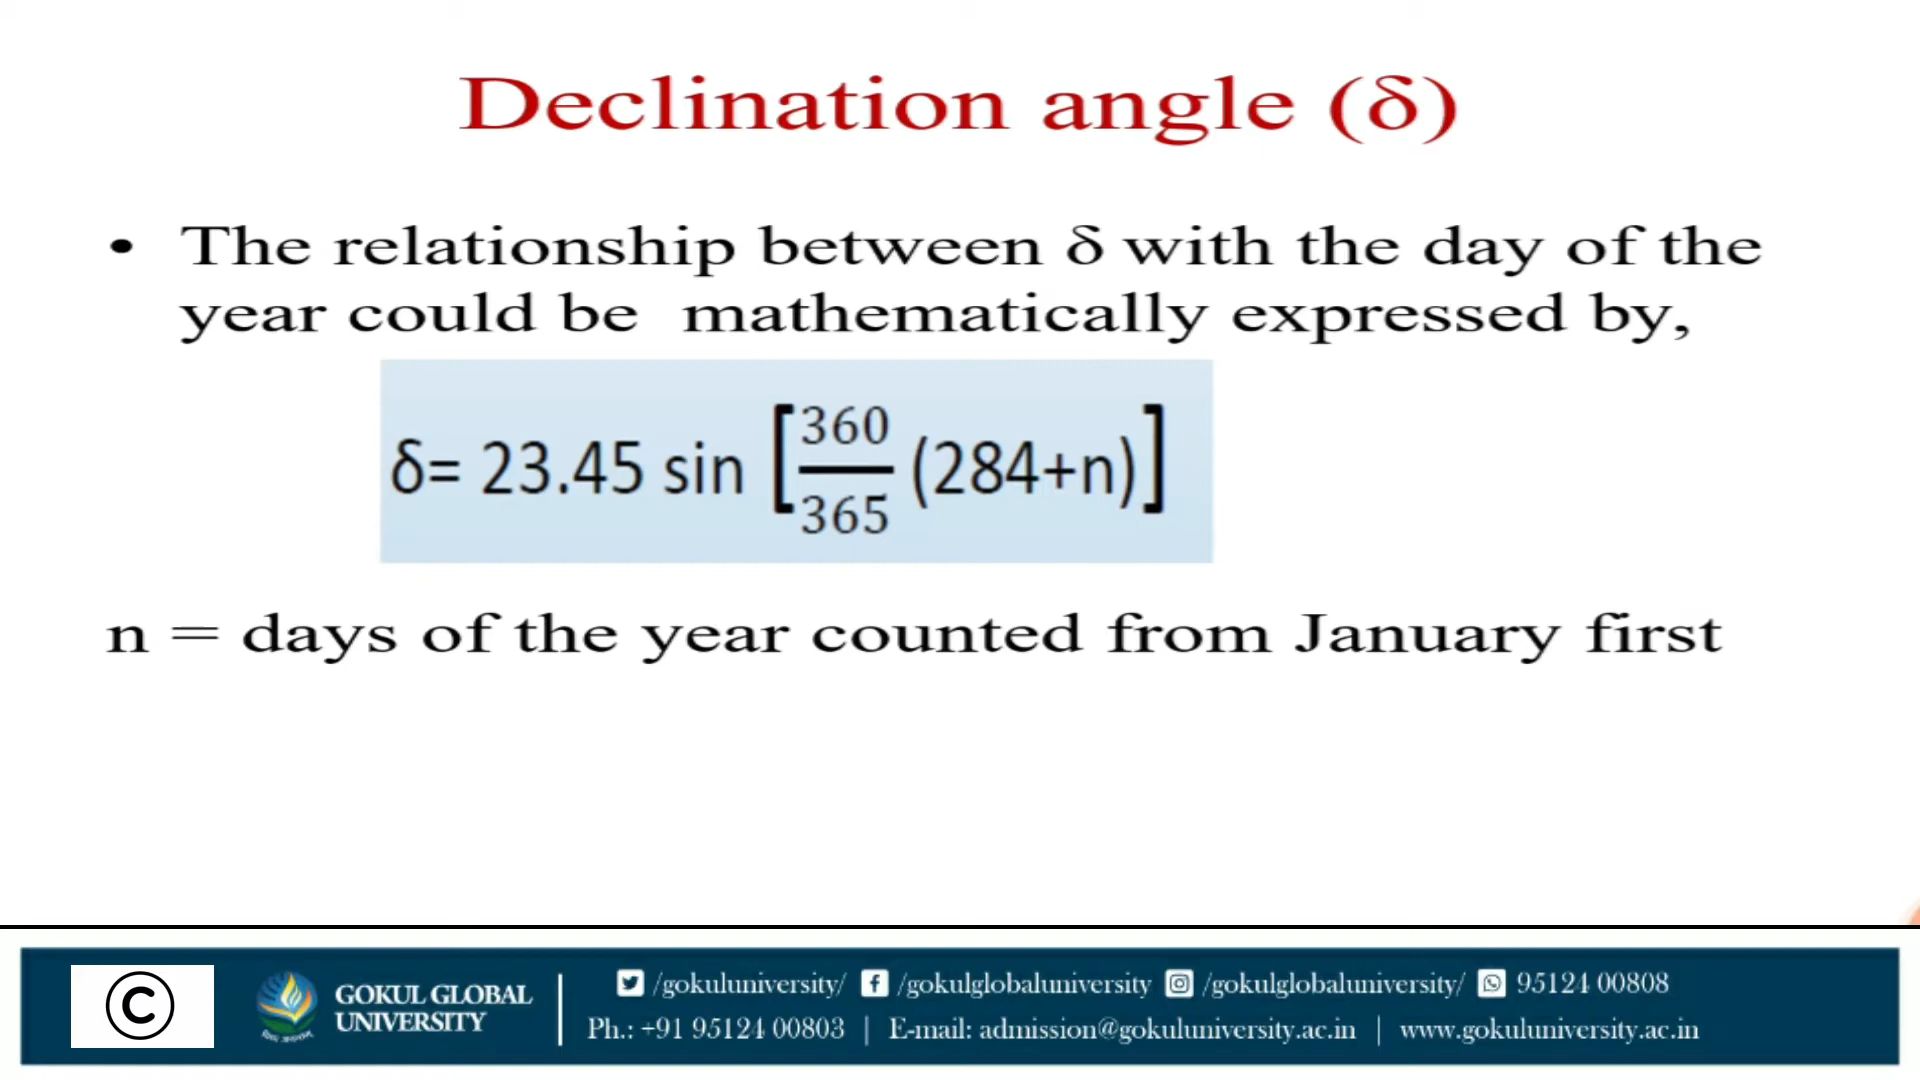 Declination angle (δ)
• The relationship between δ with the day of the
year could be mathematically expressed by,
δ= 23.45 sin [360/365 (284+n)]
n = days of the year counted from January first
©
GOKUL GLOBAL
UNIVERSITY
/gokuluniversity/ /gokulglobaluniversity /gokulglobaluniversity/ 95124 00808
Ph.: +91 95124 00803 | E-mail: admission@gokuluniversity.ac.in | www.gokuluniversity.ac.in